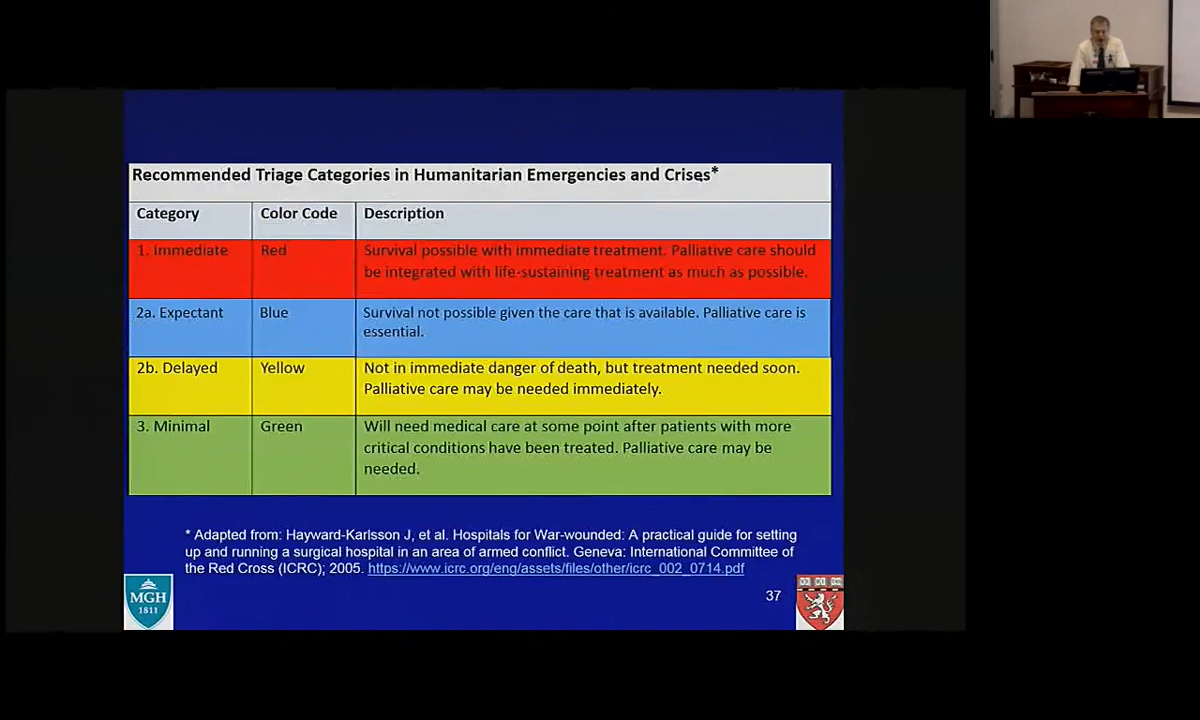 Recommended Triage Categories in Humanitarian Emergencies and Crises*
Category Color Code Description
1. Immediate Red Survival possible with immediate treatment. Palliative care should
be integrated with life-sustaining treatment as much as possible.
2a. Expectant Blue Survival not possible given the care that is available. Palliative care is
essential.
2b. Delayed Yellow Not in immediate danger of death, but treatment needed soon.
Palliative care may be needed immediately.
3. Minimal Green Will need medical care at some point after patients with more
critical conditions have been treated. Palliative care may be
needed.
* Adapted from: Hayward-Karlsson J, et al. Hospitals for War-wounded: A practical guide for setting
up and running a surgical hospital in an area of armed conflict. Geneva: International Committee of
the Red Cross (ICRC); 2005. https://www.icrc.org/eng/assets/files/other/icrc_002_0714.pdf
MGH
1811
37